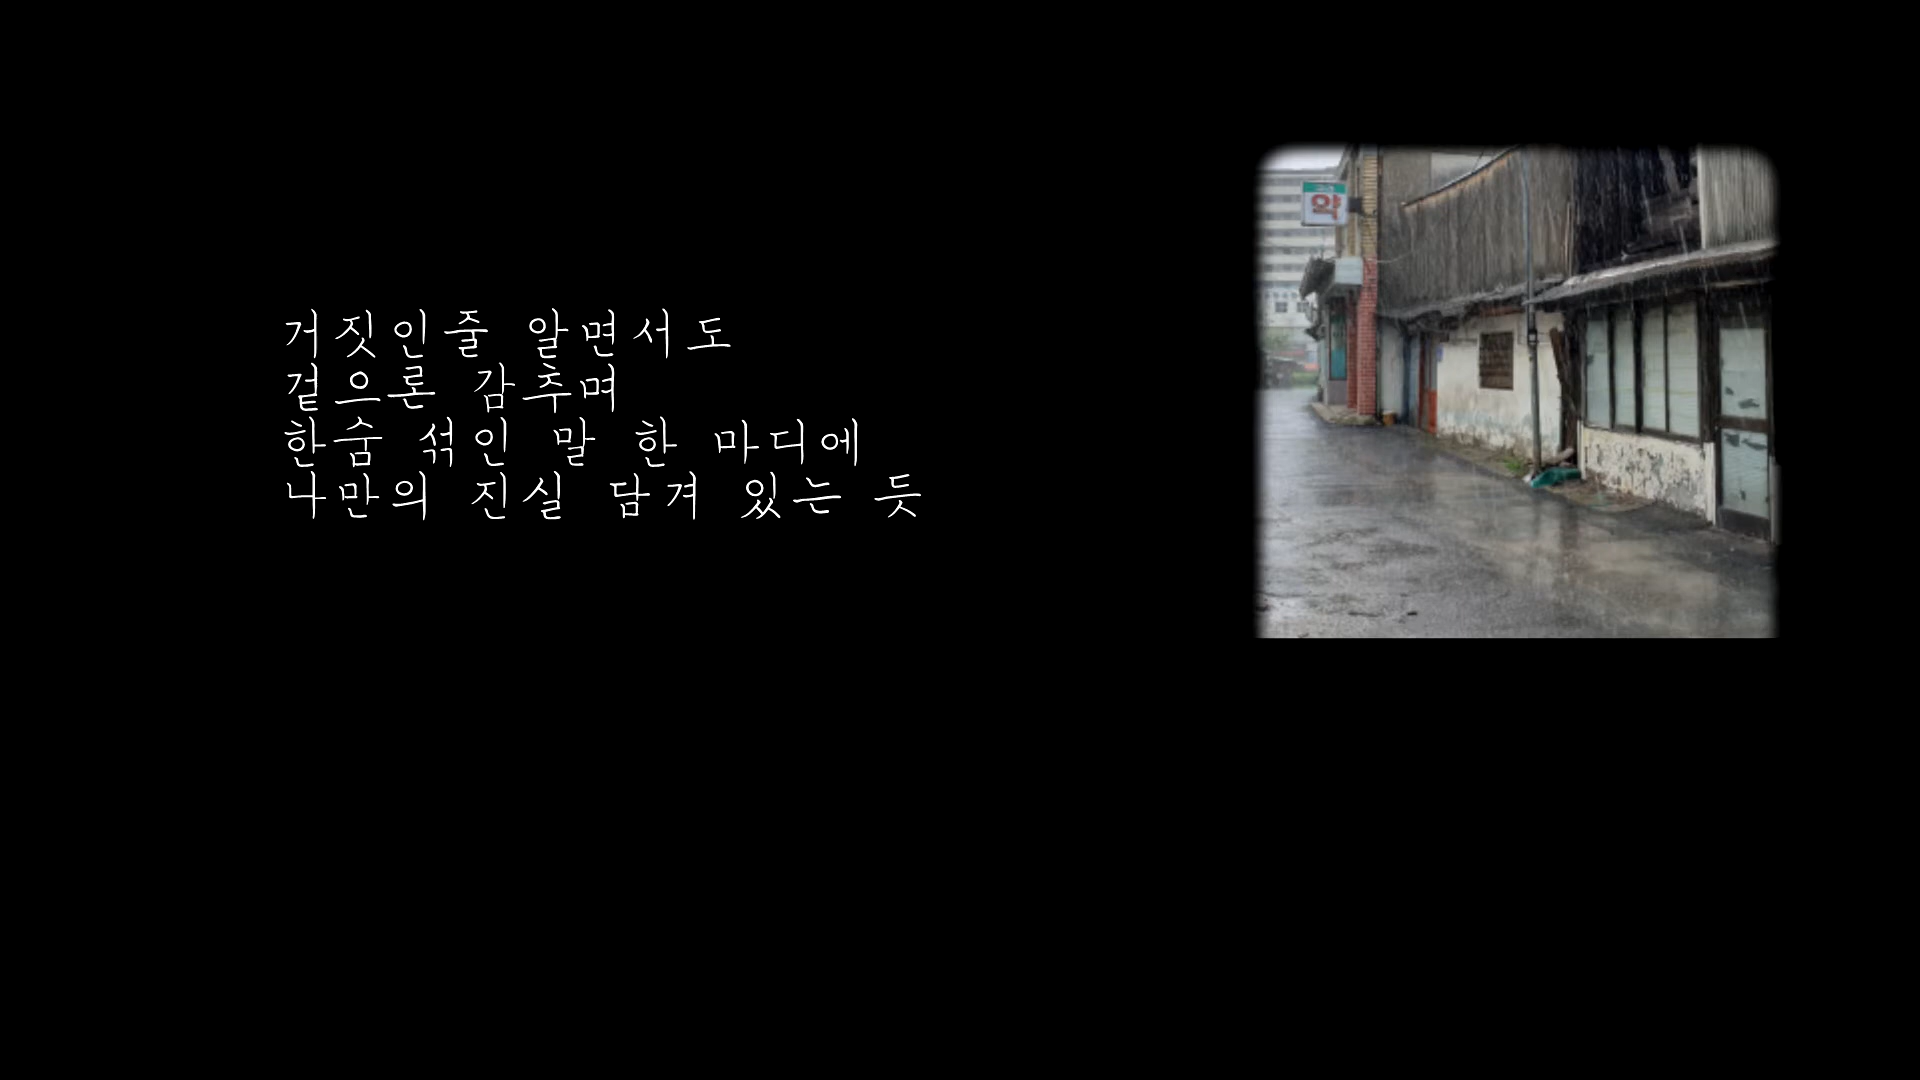 거짓인줄 알면서도
겉으론 감추며
한숨 섞인 말 한 마디에
나만의 진실 담겨 있는 듯
약